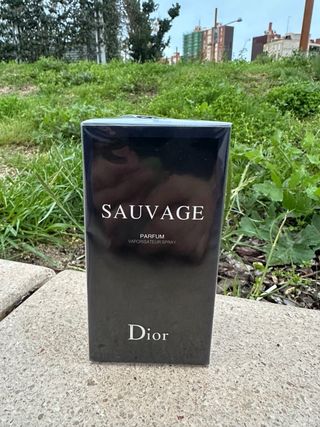 SAUVAGE
PARFUM
VAPORISATEUR SPRAY
Dior